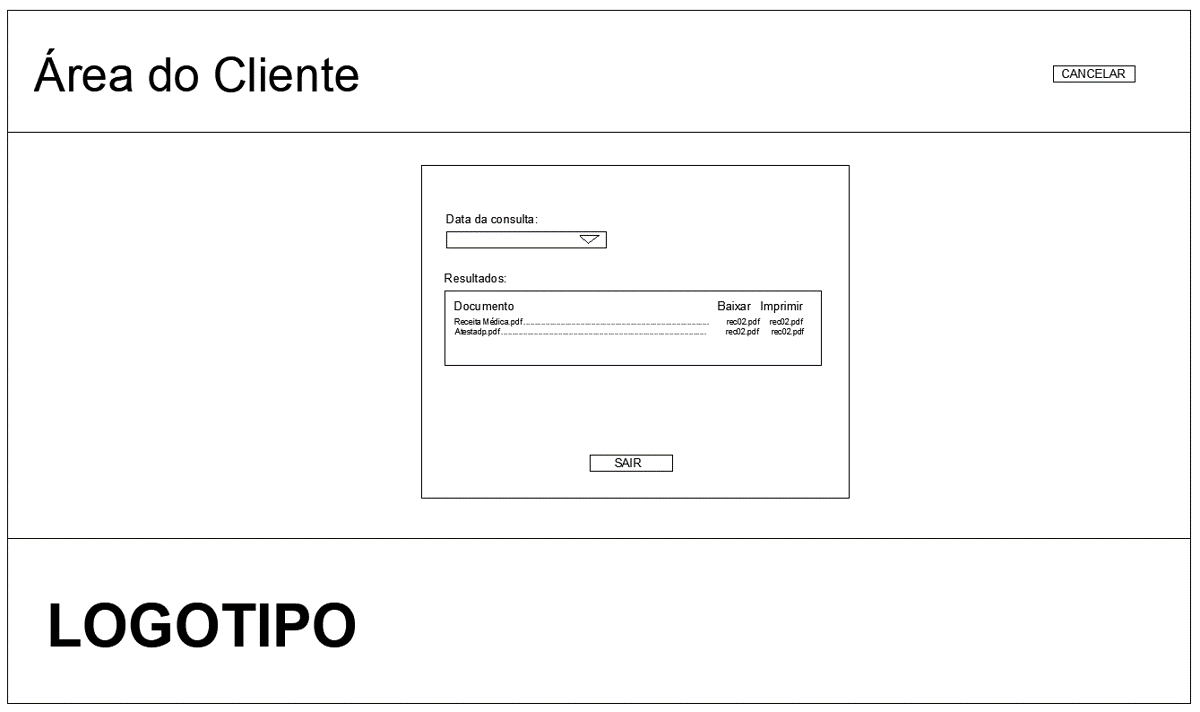 Área do Cliente
CANCELAR
Data da consulta:
Resultados:
Documento Baixar Imprimir
Receita Médica.pdf rec02.pdf rec02.pdf
Atestadp.pdf rec02.pdf rec02.pdf
SAIR
LOGOTIPO